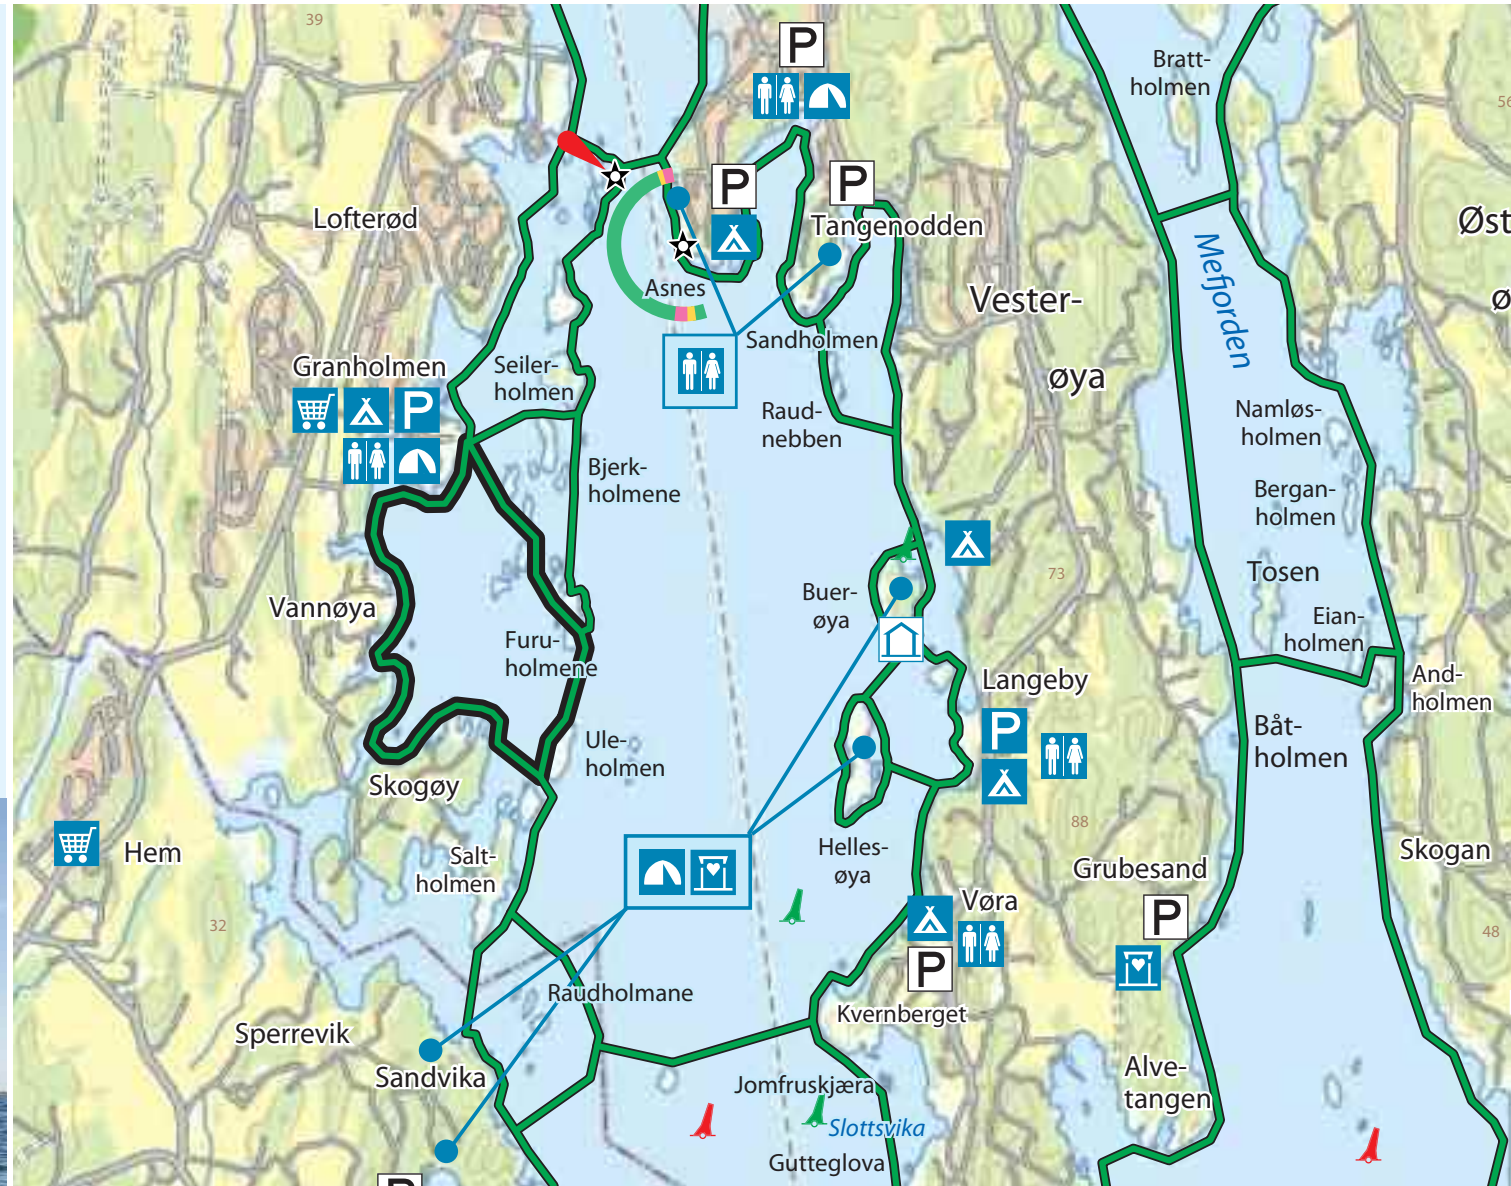 39
P
Bratt-
holmen
56
P
P
Lofterød
Tangenodden
Øst
Mefjorden
Asnes
Vester-
ø
Sandholmen
Granholmen
Seiler-
holmen
øya
P
Raud-
nebben
Namløs-
holmen
Bjerk-
holmene
Bergan-
holmen
73
Tosen
Vannøya
Buer-
øya
Eian-
holmen
Furu-
holmene
Langeby
And-
holmen
P
Båt-
holmen
Ule-
holmen
Skogøy
88
Hem
Salt-
holmen
Helles-
øya
Skogan
Grubesand
Vøra
P
32
48
P
Raudholmane
Kvernberget
Sperrevik
Sandvika
Jomfruskjæra
Alve-
tangen
Slottsvika
Gutteglova
P